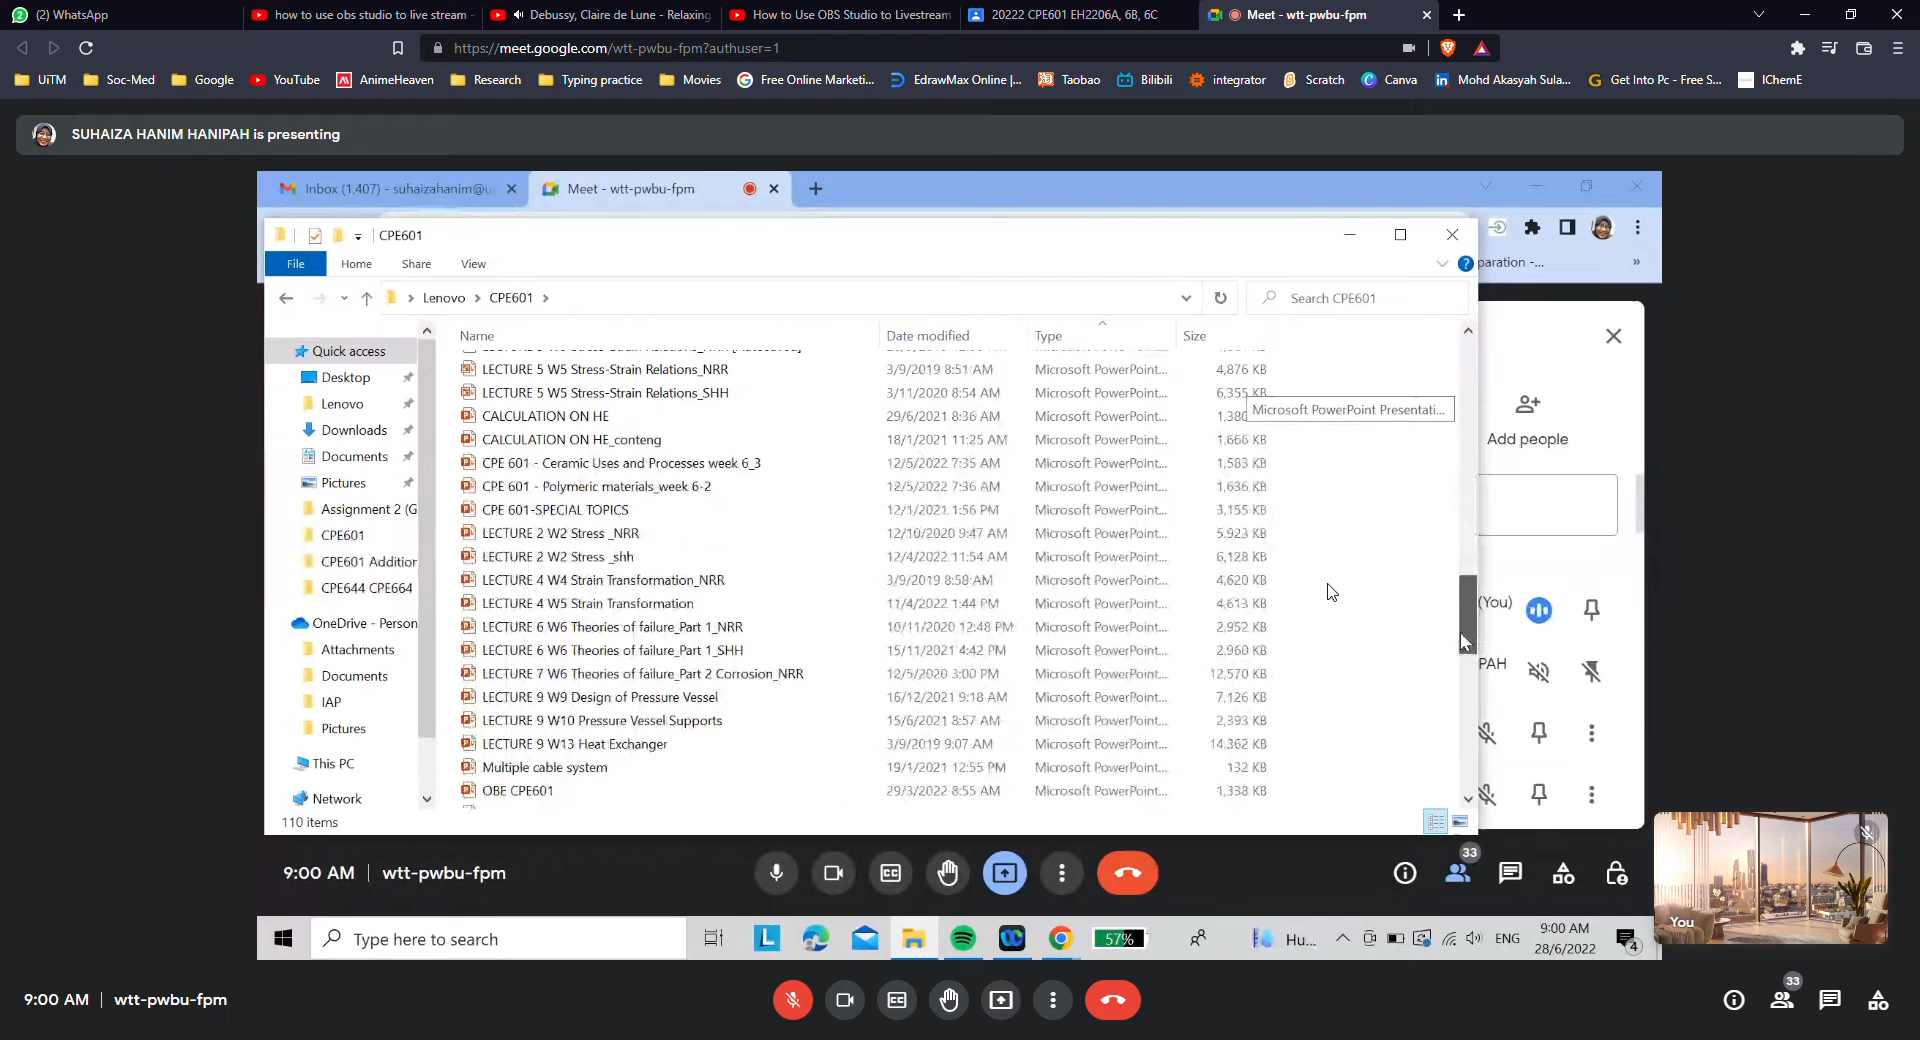 (2) WhatsApp
how to use obs studio to live stream -
Debussy, Claire de Lune - Relaxing
How to Use OBS Studio to Livestream
20222 CPE601 EH2206A, 6B, 6C
Meet - wtt-pwbu-fpm
https://meet.google.com/wtt-pwbu-fpm?authuser=1
UiTM
Soc-Med
Google
YouTube
AnimeHeaven
Research
Typing practice
Movies
Free Online Marketi...
EdrawMax Online |...
Taobao
Bilibili
integrator
Scratch
Canva
Mohd Akasyah Sula...
Get Into Pc - Free S...
IChemE
SUHAIZA HANIM HANIPAH is presenting
Inbox (1,407) - suhaizahanim@u
Meet - wtt-pwbu-fpm
CPE601
File Home Share View
paration -...
Lenovo > CPE601 >
Search CPE601
Name Date modified Type Size
LECTURE 5 W5 Stress-Strain Relations_NRR 3/9/2019 8:51 AM Microsoft PowerPoint... 4,876 KB
LECTURE 5 W5 Stress-Strain Relations_SHH 3/11/2020 8:54 AM Microsoft PowerPoint... 6,355 KB
CALCULATION ON HE 29/6/2021 8:36 AM Microsoft PowerPoint... 1,380
Microsoft PowerPoint Presentati...
CALCULATION ON HE_conteng 18/1/2021 11:25 AM Microsoft PowerPoint... 1,666 KB
CPE 601 - Ceramic Uses and Processes week 6_3 12/5/2022 7:35 AM Microsoft PowerPoint... 1,583 KB
CPE 601 - Polymeric materials_week 6-2 12/5/2022 7:36 AM Microsoft PowerPoint... 1,636 KB
CPE 601-SPECIAL TOPICS 12/1/2021 1:56 PM Microsoft PowerPoint... 3,155 KB
LECTURE 2 W2 Stress _NRR 12/10/2020 9:47 AM Microsoft PowerPoint... 5,923 KB
LECTURE 2 W2 Stress _shh 12/4/2022 11:54 AM Microsoft PowerPoint... 6,128 KB
LECTURE 4 W4 Strain Transformation_NRR 3/9/2019 8:58 AM Microsoft PowerPoint... 4,620 KB
LECTURE 4 W5 Strain Transformation 11/4/2022 1:44 PM Microsoft PowerPoint... 4,613 KB
LECTURE 6 W6 Theories of failure_Part 1_NRR 10/11/2020 12:48 PM Microsoft PowerPoint... 2,952 KB
LECTURE 6 W6 Theories of failure_Part 1_SHH 15/11/2021 4:42 PM Microsoft PowerPoint... 2,960 KB
LECTURE 7 W6 Theories of failure_Part 2 Corrosion_NRR 12/5/2020 3:00 PM Microsoft PowerPoint... 12,570 KB
LECTURE 9 W9 Design of Pressure Vessel 16/12/2021 9:18 AM Microsoft PowerPoint... 7,126 KB
LECTURE 9 W10 Pressure Vessel Supports 15/6/2021 8:57 AM Microsoft PowerPoint... 2,393 KB
LECTURE 9 W13 Heat Exchanger 3/9/2019 9:07 AM Microsoft PowerPoint... 14,362 KB
Multiple cable system 19/1/2021 12:55 PM Microsoft PowerPoint... 132 KB
OBE CPE601 29/3/2022 8:55 AM Microsoft PowerPoint... 1,338 KB
Quick access
Desktop
Lenovo
Downloads
Documents
Pictures
Assignment 2 (G
CPE601
CPE601 Addition
CPE644 CPE664
OneDrive - Person
Attachments
Documents
IAP
Pictures
This PC
Network
110 items
Add people
(You)
PAH
You
9:00 AM | wtt-pwbu-fpm
33
Type here to search
57%
Hu...
ENG
9:00 AM
28/6/2022
4
9:00 AM | wtt-pwbu-fpm
33